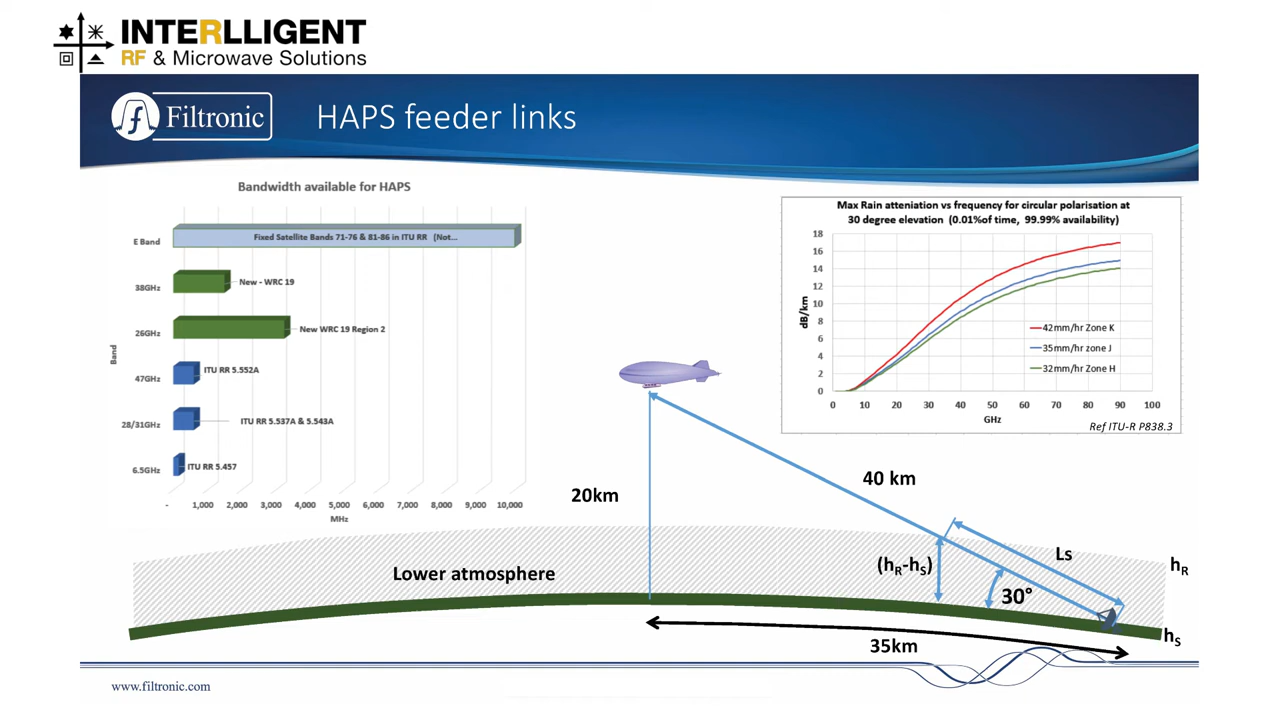 INTERLLIGENT
RF & Microwave Solutions
Filtronic
HAPS feeder links
Bandwidth available for HAPS
Band
E Band
Fixed Satellite Bands 71-76 & 81-86 in ITU RR (Not...
38GHz
New - WRC 19
26GHz
New WRC 19 Region 2
47GHz
ITU RR 5.552A
28/31GHz
ITU RR 5.537A & 5.543A
6.5GHz
ITU RR 5.457
- 1,000 2,000 3,000 4,000 5,000 6,000 7,000 8,000 9,000 10,000
MHz
Max Rain atteniation vs frequency for circular polarisation at
30 degree elevation (0.01%of time, 99.99% availability)
dB/km
18
16
14
12
10
8
6
4
2
0
42mm/hr Zone K
35mm/hr zone J
32mm/hr Zone H
0 10 20 30 40 50 60 70 80 90 100
GHz
Ref ITU-R P838.3
20km
40 km
Ls
(hR-hS)
30°
hR
Lower atmosphere
hS
35km
www.filtronic.com